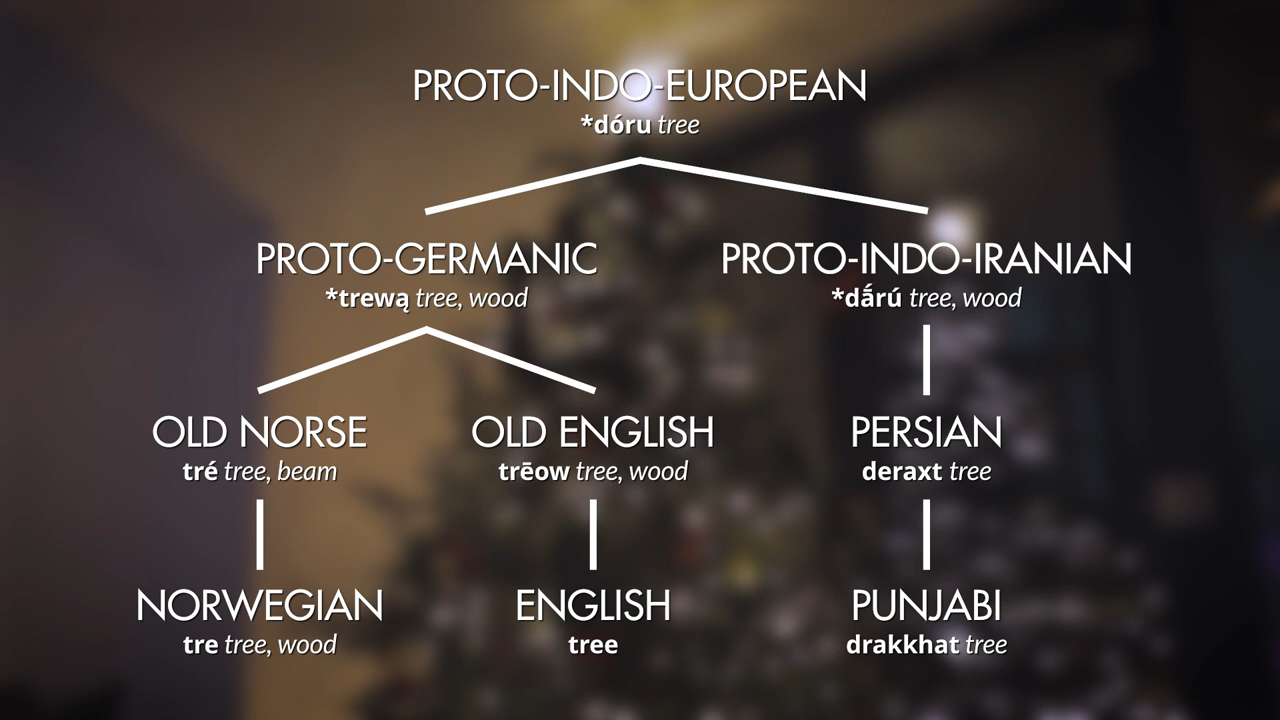 PROTO-INDO-EUROPEAN
*dóru tree
PROTO-GERMANIC
*trewą tree, wood
PROTO-INDO-IRANIAN
*dā́rú tree, wood
OLD NORSE
tré tree, beam
OLD ENGLISH
trēow tree, wood
PERSIAN
deraxt tree
NORWEGIAN
tre tree, wood
ENGLISH
tree
PUNJABI
drakkhat tree